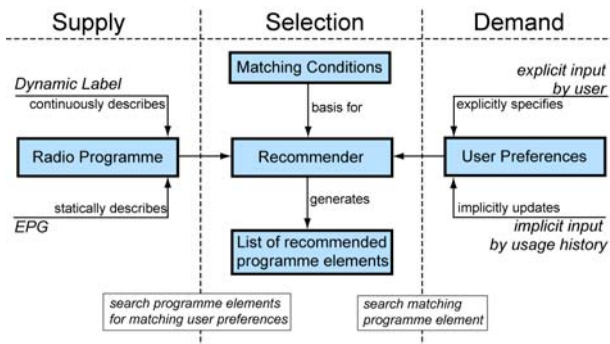 Supply
Selection
Demand
Dynamic Label
continuously describes
Matching Conditions
explicit input
by user
basis for
explicitly specifies
Radio Programme
Recommender
User Preferences
statically describes
EPG
generates
implicitly updates
implicit input
by usage history
List of recommended
programme elements
search programme elements
for matching user preferences
search matching
programme element